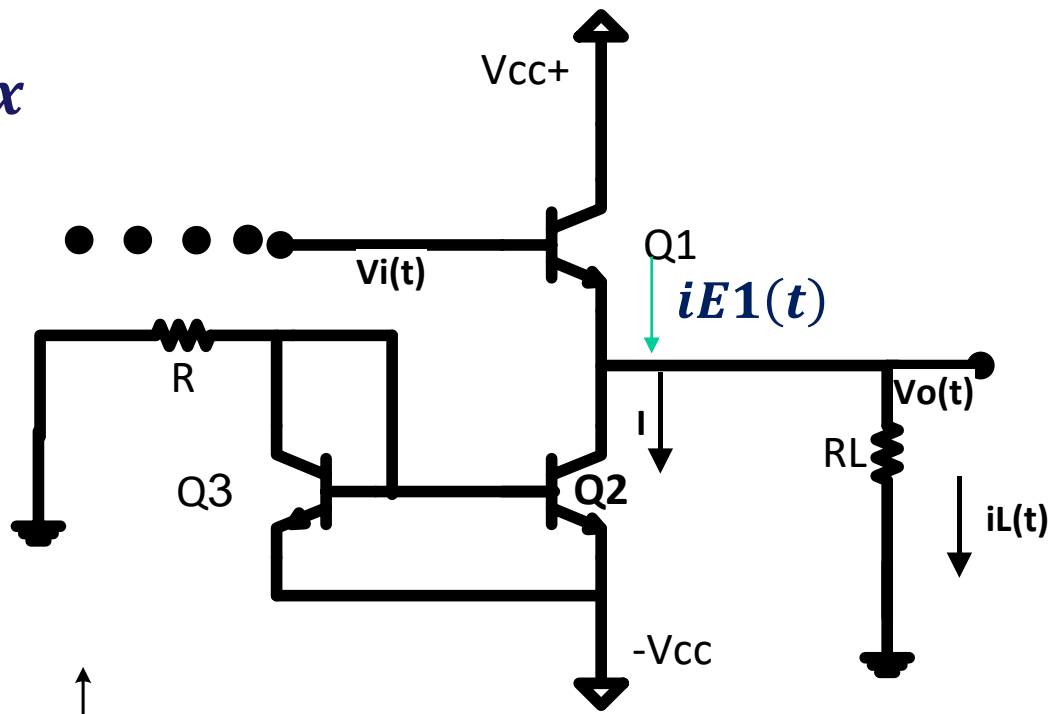 Vcc+
x
Q1
Vi(t)
iE1(t)
R
Vo(t)
I
RL
Q3
Q2
iL(t)
-Vcc